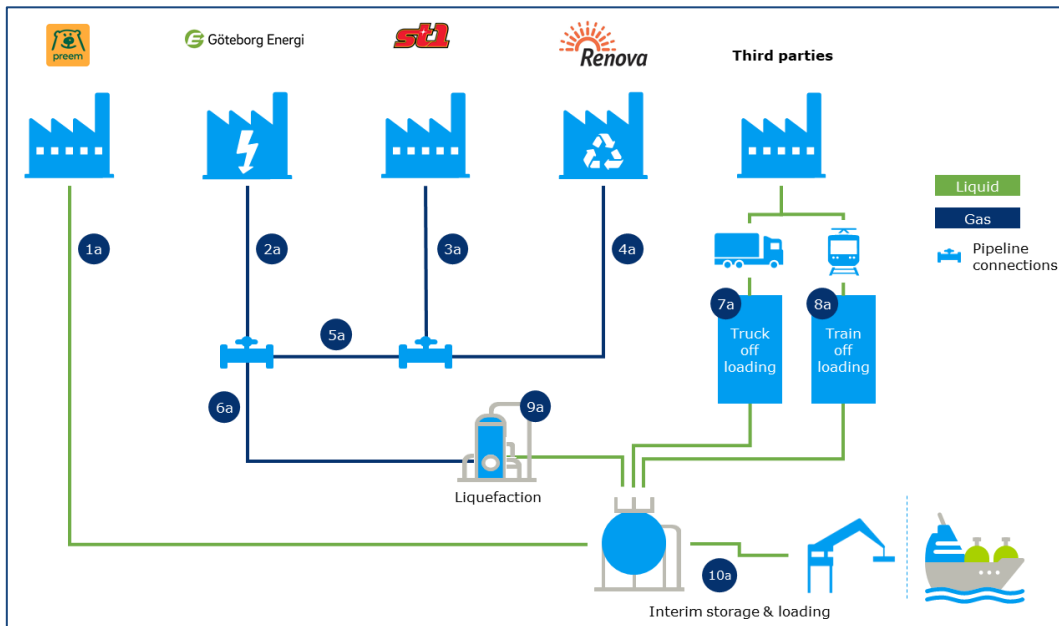 preem
Göteborg Energi
st1
Renova
Third parties
Liquid
Gas
Pipeline
connections
1a
2a
3a
4a
5a
6a
7a
Truck
off
loading
8a
Train
off
loading
9a
Liquefaction
10a
Interim storage & loading